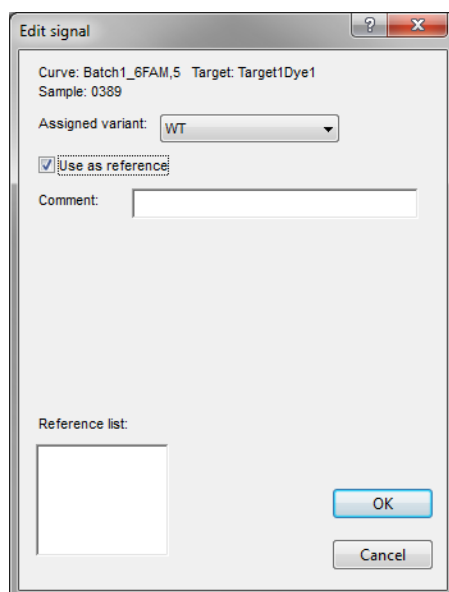 Edit signal
?
Curve: Batch1_6FAM,5 Target: Target1Dye1
Sample: 0389
Assigned variant: WT
Use as reference
Comment:
Reference list:
OK
Cancel